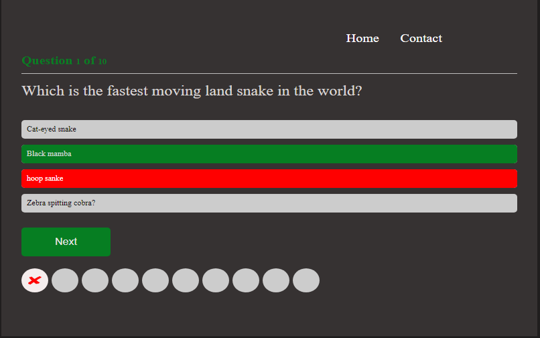 Home Contact
Question 1 of 10
Which is the fastest moving land snake in the world?
Cat-eyed snake
Black mamba
hoop sanke
Zebra spitting cobra?
Next